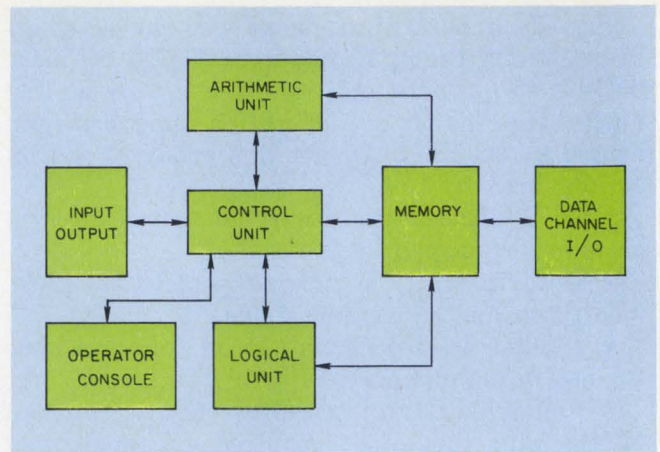 ARITHMETIC
UNIT
INPUT
OUTPUT
CONTROL
UNIT
MEMORY
DATA
CHANNEL
I/O
OPERATOR
CONSOLE
LOGICAL
UNIT